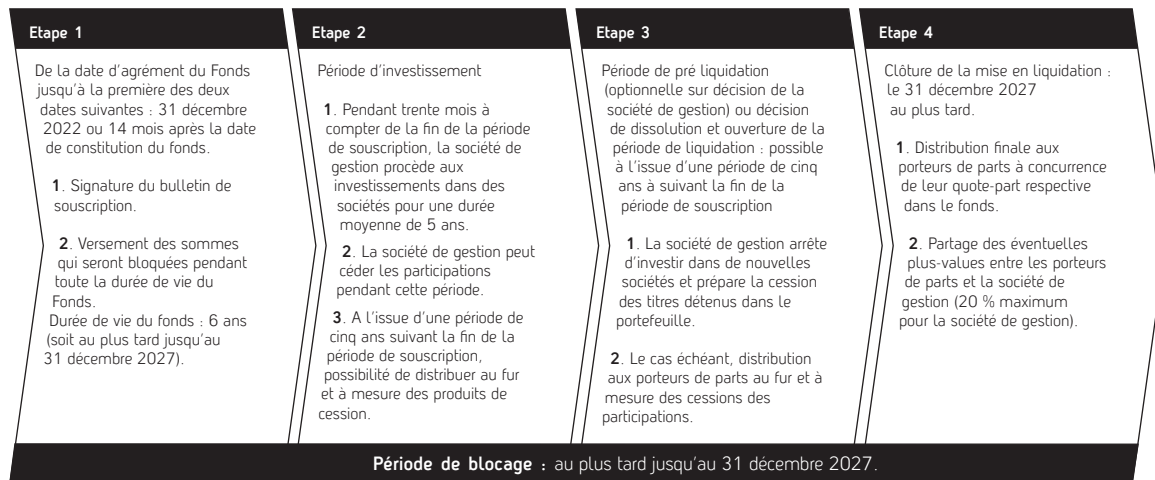 Etape 1
De la date d'agrément du Fonds
jusqu'à la première des deux
dates suivantes : 31 décembre
2022 ou 14 mois après la date
de constitution du fonds.
1. Signature du bulletin de
souscription.
2. Versement des sommes
qui seront bloquées pendant
toute la durée de vie du
Fonds.
Durée de vie du fonds : 6 ans
(soit au plus tard jusqu'au
31 décembre 2027).
Etape 2
Période d'investissement
1. Pendant trente mois à
compter de la fin de la période
de souscription, la société de
gestion procède aux
investissements dans des
sociétés pour une durée
moyenne de 5 ans.
2. La société de gestion peut
céder les participations
pendant cette période.
3. A l'issue d'une période de
cinq ans suivant la fin de la
période de souscription,
possibilité de distribuer au fur
et à mesure des produits de
cession.
Etape 3
Période de pré liquidation
(optionnelle sur décision de la
société de gestion) ou décision
de dissolution et ouverture de la
période de liquidation : possible
à l'issue d'une période de cinq
ans à suivant la fin de la
période de souscription
1. La société de gestion arrête
d'investir dans de nouvelles
sociétés et prépare la cession
des titres détenus dans le
portefeuille.
2. Le cas échéant, distribution
aux porteurs de parts au fur et à
mesure des cessions des
participations.
Etape 4
Clôture de la mise en liquidation :
le 31 décembre 2027
au plus tard.
1. Distribution finale aux
porteurs de parts à concurrence
de leur quote-part respective
dans le fonds.
2. Partage des éventuelles
plus-values entre les porteurs
de parts et la société de
gestion (20 % maximum
pour la société de gestion).
Période de blocage : au plus tard jusqu'au 31 décembre 2027.